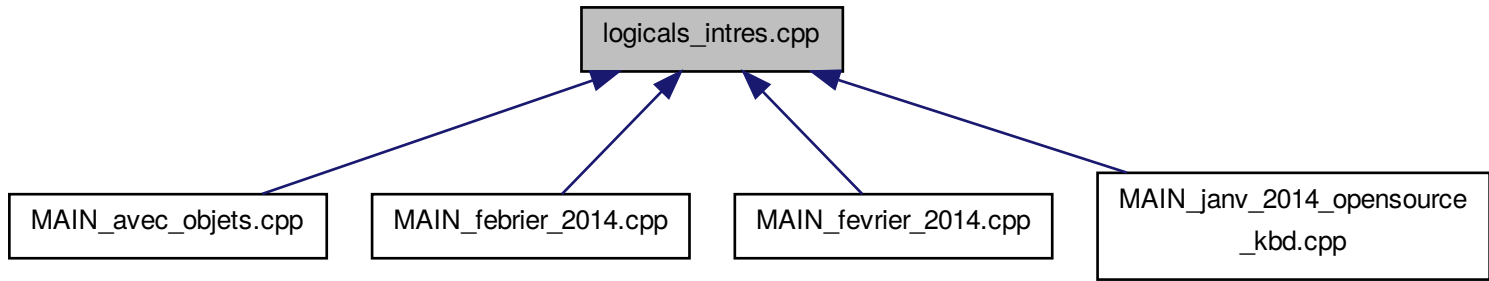 logicals_intres.cpp
MAIN_avec_objets.cpp
MAIN_febrier_2014.cpp
MAIN_fevrier_2014.cpp
MAIN_janv_2014_opensource
_kbd.cpp